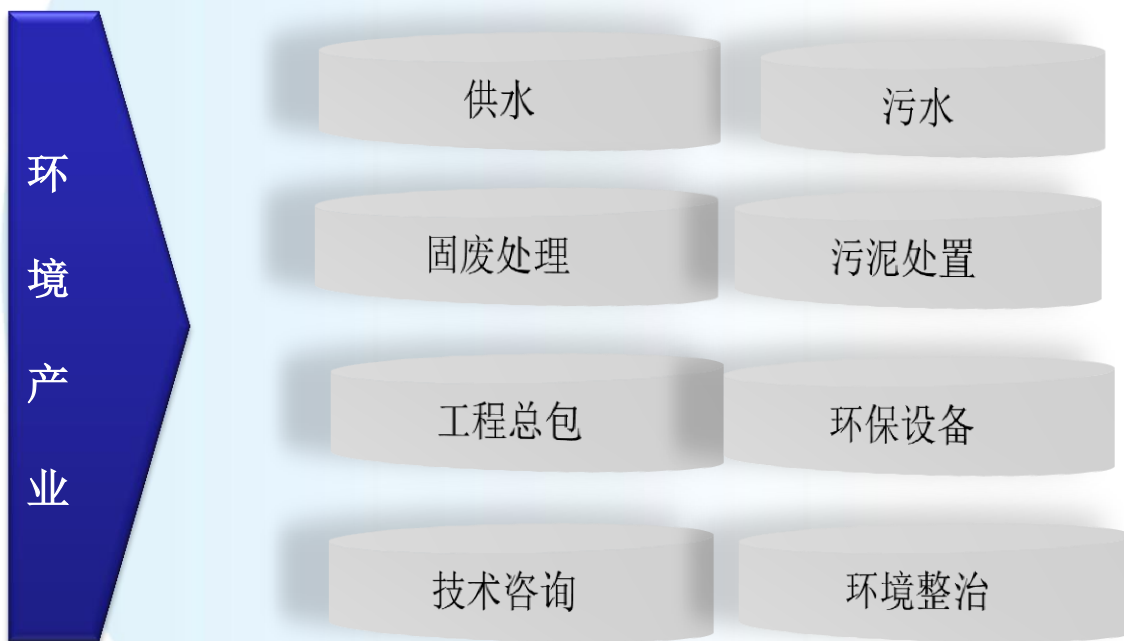 环境产业
供水
污水
固废处理
污泥处置
工程总包
环保设备
技术咨询
环境整治